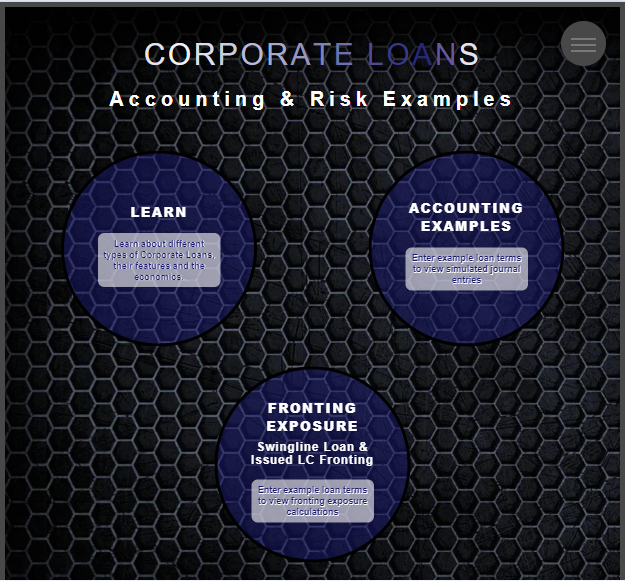 CORPORATE LOANS
Accounting & Risk Examples
LEARN
Learn about different
types of Corporate Loans,
their features and the
economics.
ACCOUNTING
EXAMPLES
Enter example loan terms
to view simulated journal
entries
FRONTING
EXPOSURE
Swingline Loan &
Issued LC Fronting
Enter example loan terms
to view fronting exposure
calculations